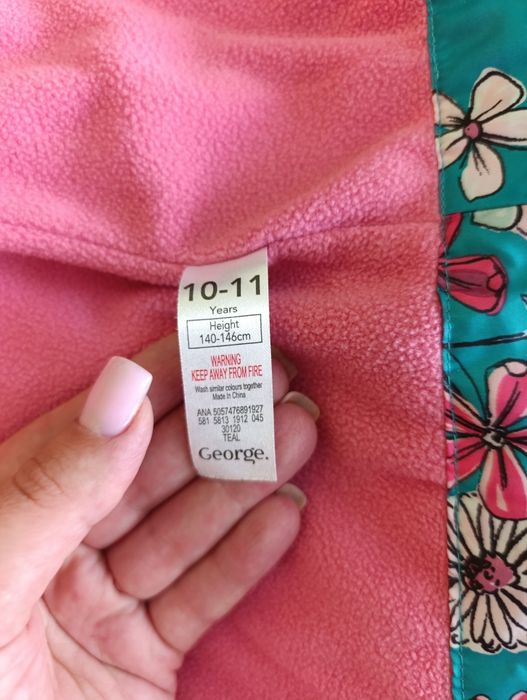 10-11
Years
Height
140-146cm
WARNING
KEEP AWAY FROM FIRE
Wash similar colours together
Made In China
ANA 5057476891927
581 5813 1912 045
30120
TEAL
George.